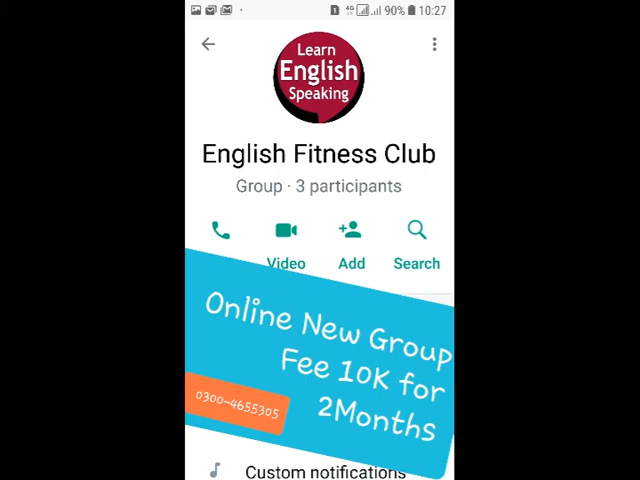 90% 10:27
Learn
English
Speaking
English Fitness Club
Group · 3 participants
Video Add Search
Online New Group
Fee 10K for
2Months
0300-4655305
Custom notifications